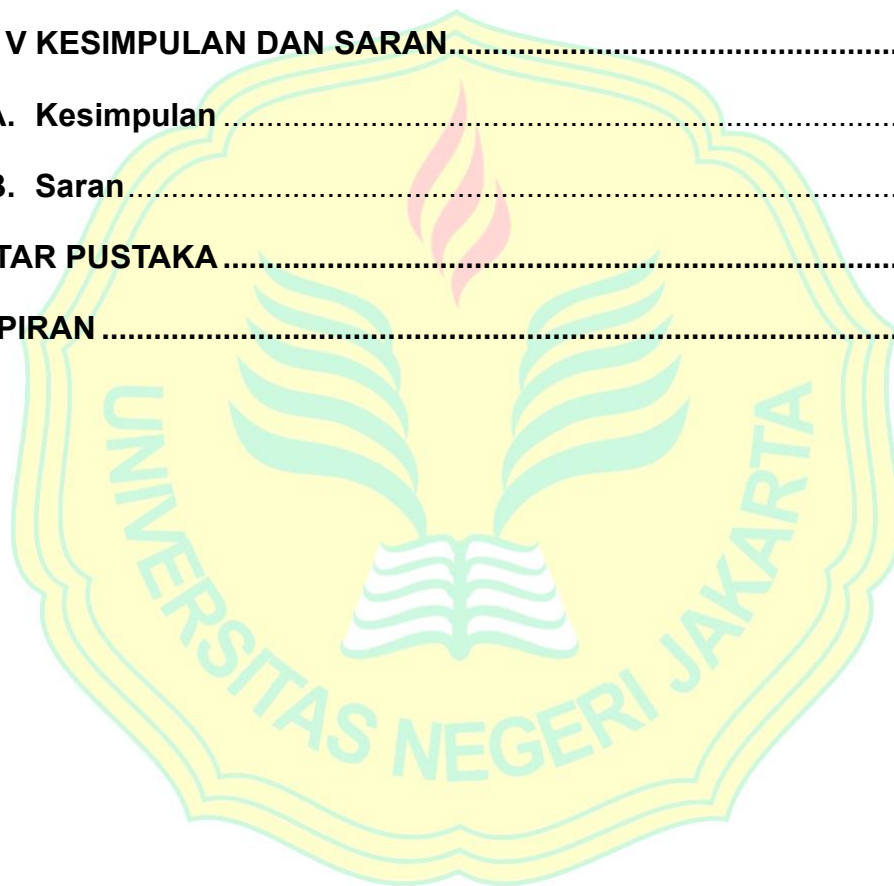 V KESIMPULAN DAN SARAN........................................................
A. Kesimpulan................................................................................
B. Saran...........................................................................................
TAR PUSTAKA..................................................................................
PIRAN................................................................................................
UNIVERSITAS NEGERI JAKARTA